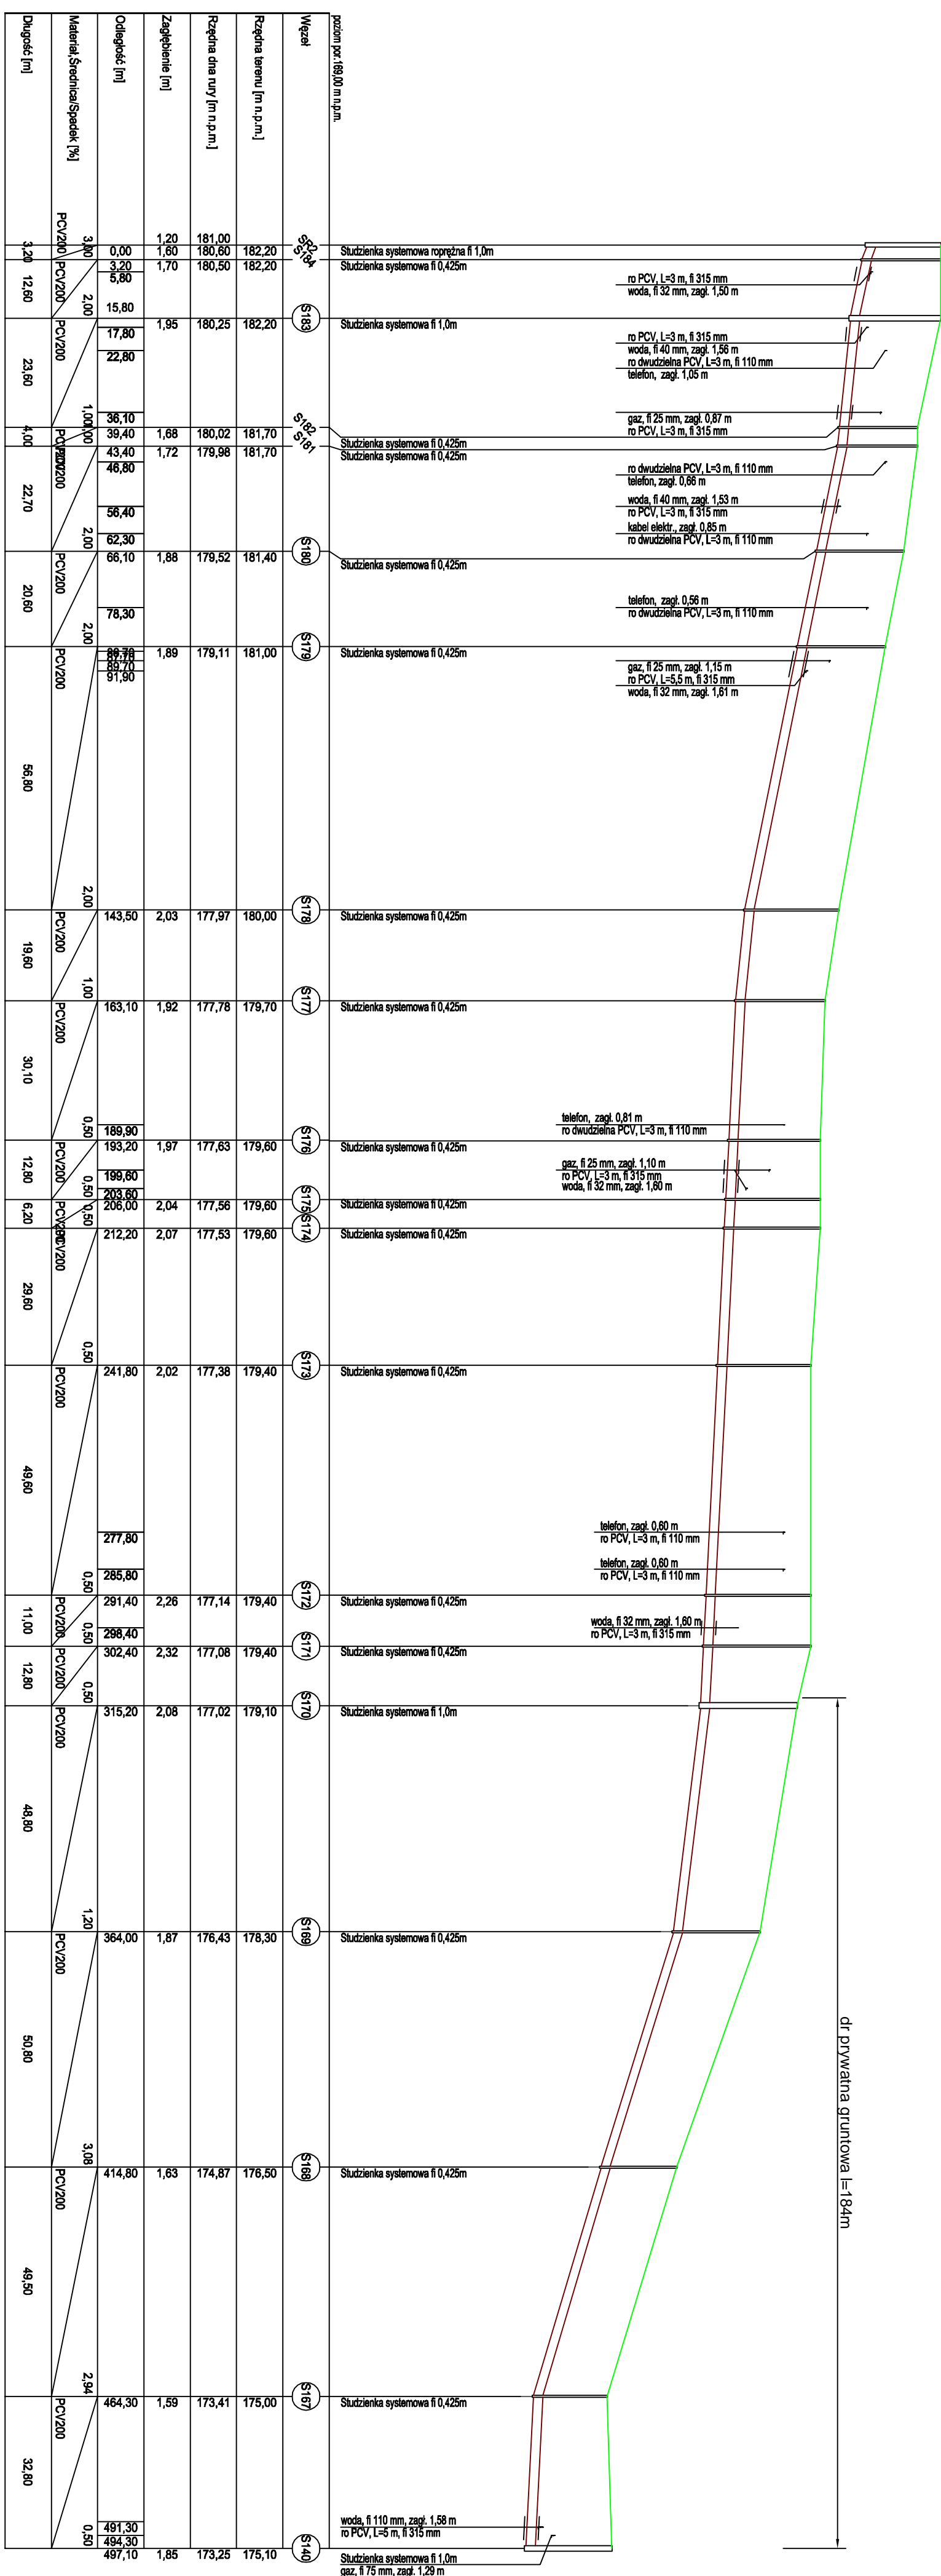 poziom por.169,00 m n.p.m.
Węzeł
SR2
S184
S183
S182
S181
S180
S179
S178
S177
S176
S175
S174
S173
S172
S171
S170
S169
S168
S167
S140
Rzędna terenu [m n.p.m.]
182,20
182,20
182,20
181,70
181,70
181,40
181,00
180,00
179,70
179,60
179,60
179,60
179,40
179,40
179,40
179,10
178,30
176,50
175,00
175,10
Rzędna dna rury [m n.p.m.]
181,00
180,60
180,50
180,25
180,02
179,98
179,52
179,11
177,97
177,78
177,63
177,56
177,53
177,38
177,14
177,08
177,02
176,43
174,87
173,41
173,25
Zagłębienie [m]
1,20
1,60
1,70
1,95
1,68
1,72
1,88
1,89
2,03
1,92
1,97
2,04
2,07
2,02
2,26
2,32
2,08
1,87
1,63
1,59
1,85
Odległość [m]
0,00
3,20
5,80
15,80
17,80
22,80
36,10
39,40
43,40
46,80
56,40
62,30
66,10
78,30
89,70
91,90
143,50
163,10
189,90
193,20
199,60
203,60
206,00
212,20
241,80
277,80
285,80
291,40
298,40
302,40
315,20
364,00
414,80
464,30
491,30
494,30
497,10
Materiał,Średnica/Spadek [%]
PCV200 3,00
PCV200 2,00
PCV200 1,00
PCV200 2,00
PCV200 2,00
PCV200 2,00
PCV200 1,00
PCV200 0,50
PCV200 0,50
PCV200 0,50
PCV200 0,50
PCV200 0,50
PCV200 0,50
PCV200 0,50
PCV200 1,20
PCV200 3,08
PCV200 2,94
PCV200 0,50
Długość [m]
3,20
12,60
23,60
4,00
22,70
20,60
56,80
19,60
30,10
12,80
6,20
29,60
49,60
11,00
12,80
48,80
50,80
49,50
32,80
Studzienka systemowa roprężna fi 1,0m
Studzienka systemowa fi 0,425m
Studzienka systemowa fi 1,0m
Studzienka systemowa fi 0,425m
Studzienka systemowa fi 0,425m
Studzienka systemowa fi 0,425m
Studzienka systemowa fi 0,425m
Studzienka systemowa fi 0,425m
Studzienka systemowa fi 0,425m
Studzienka systemowa fi 0,425m
Studzienka systemowa fi 0,425m
Studzienka systemowa fi 0,425m
Studzienka systemowa fi 0,425m
Studzienka systemowa fi 0,425m
Studzienka systemowa fi 0,425m
Studzienka systemowa fi 1,0m
Studzienka systemowa fi 0,425m
Studzienka systemowa fi 0,425m
Studzienka systemowa fi 0,425m
Studzienka systemowa fi 1,0m
gaz, fi 75 mm, zagł. 1,29 m
ro PCV, L=3 m, fi 315 mm
woda, fi 32 mm, zagł. 1,50 m
ro PCV, L=3 m, fi 315 mm
woda, fi 40 mm, zagł. 1,56 m
ro dwudzielna PCV, L=3 m, fi 110 mm
telefon, zagł. 1,05 m
gaz, fi 25 mm, zagł. 0,87 m
ro PCV, L=3 m, fi 315 mm
ro dwudzielna PCV, L=3 m, fi 110 mm
telefon, zagł. 0,66 m
woda, fi 40 mm, zagł. 1,53 m
ro PCV, L=3 m, fi 315 mm
kabel elektr., zagł. 0,85 m
ro dwudzielna PCV, L=3 m, fi 110 mm
telefon, zagł. 0,56 m
ro dwudzielna PCV, L=3 m, fi 110 mm
gaz, fi 25 mm, zagł. 1,15 m
ro PCV, L=5,5 m, fi 315 mm
woda, fi 32 mm, zagł. 1,61 m
telefon, zagł. 0,81 m
ro dwudzielna PCV, L=3 m, fi 110 mm
gaz, fi 25 mm, zagł. 1,10 m
ro PCV, L=3 m, fi 315 mm
woda, fi 32 mm, zagł. 1,60 m
telefon, zagł. 0,60 m
ro PCV, L=3 m, fi 110 mm
telefon, zagł. 0,60 m
ro PCV, L=3 m, fi 110 mm
woda, fi 32 mm, zagł. 1,60 m
ro PCV, L=3 m, fi 315 mm
woda, fi 110 mm, zagł. 1,58 m
ro PCV, L=5 m, fi 315 mm
dr prywatna gruntowa l=184m